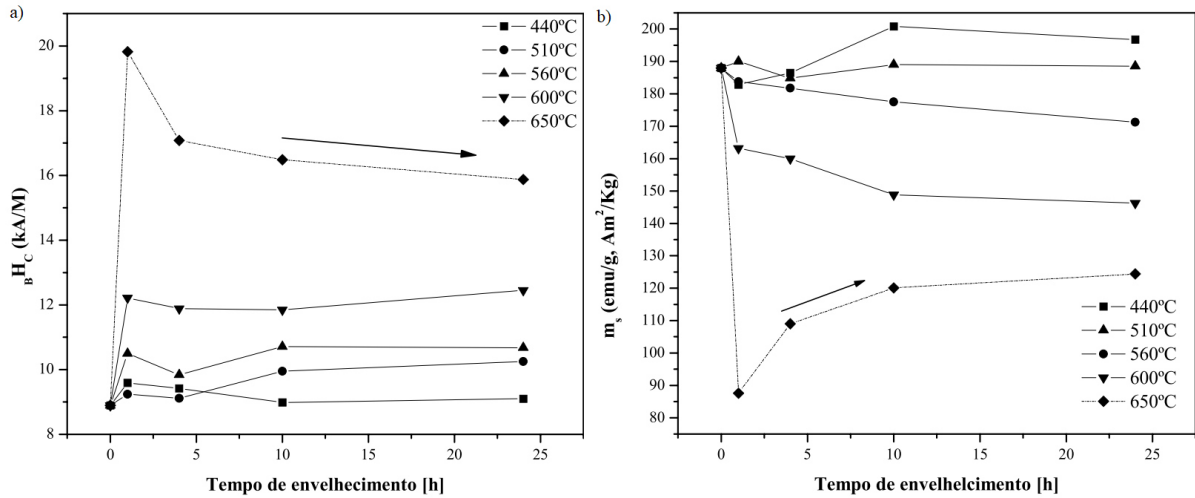 a)
20
18
16
14
12
10
8
0
5
10
15
20
25
BHC (kA/M)
Tempo de envelhecimento [h]
440ºC
510ºC
560ºC
600ºC
650ºC
b)
200
190
180
170
160
150
140
130
120
110
100
90
80
0
5
10
15
20
25
ms (emu/g, Am²/Kg)
Tempo de envelhelcimento [h]
440ºC
510ºC
560ºC
600ºC
650ºC